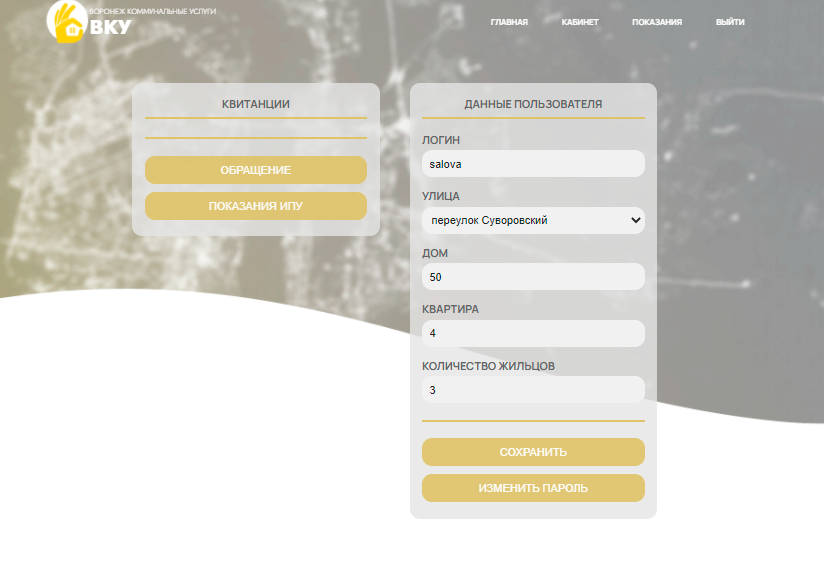 ВОРОНЕЖ КОММУНАЛЬНЫЕ УСЛУГИ
ВКУ
ГЛАВНАЯ КАБИНЕТ ПОКАЗАНИЯ ВЫЙТИ
КВИТАНЦИИ
ОБРАЩЕНИЕ
ПОКАЗАНИЯ ИПУ
ДАННЫЕ ПОЛЬЗОВАТЕЛЯ
ЛОГИН
salova
УЛИЦА
переулок Суворовский
ДОМ
50
КВАРТИРА
4
КОЛИЧЕСТВО ЖИЛЬЦОВ
3
СОХРАНИТЬ
ИЗМЕНИТЬ ПАРОЛЬ